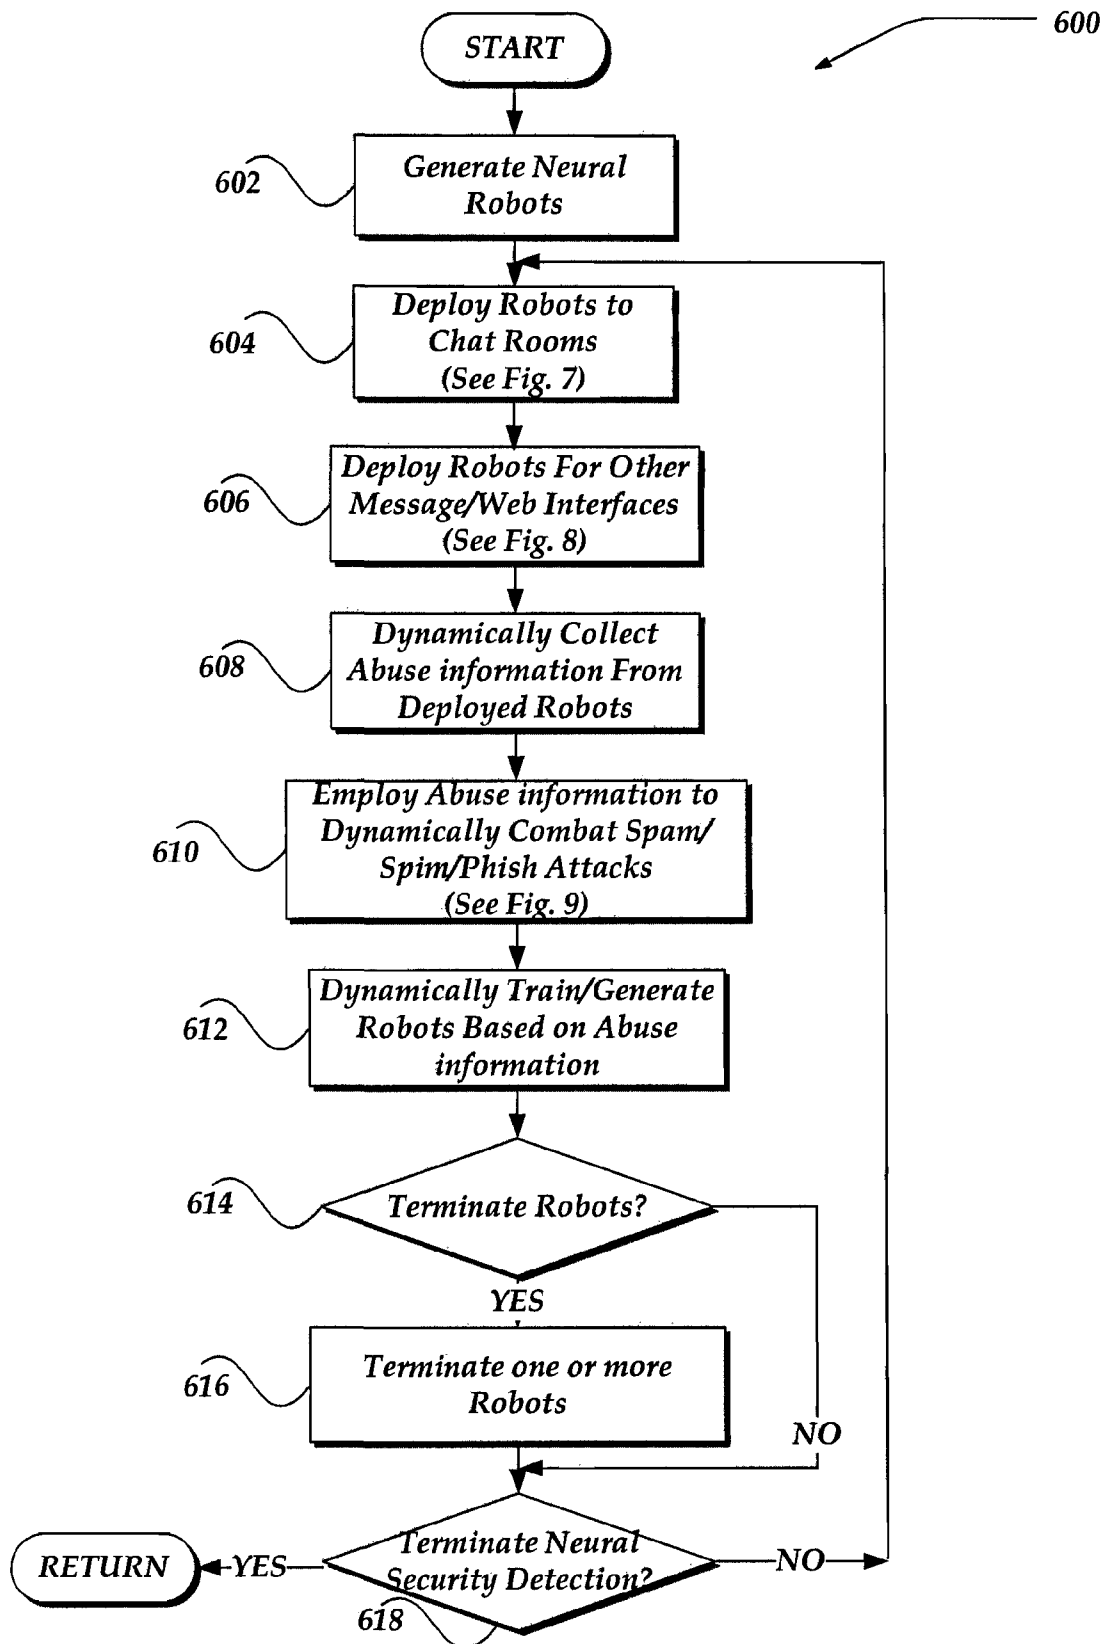 600
START
602
Generate Neural
Robots
604
Deploy Robots to
Chat Rooms
(See Fig. 7)
606
Deploy Robots For Other
Message/Web Interfaces
(See Fig. 8)
608
Dynamically Collect
Abuse information From
Deployed Robots
610
Employ Abuse information to
Dynamically Combat Spam/
Spim/Phish Attacks
(See Fig. 9)
612
Dynamically Train/Generate
Robots Based on Abuse
information
614
Terminate Robots?
YES
616
Terminate one or more
Robots
NO
Terminate Neural
Security Detection?
RETURN
YES
NO
618